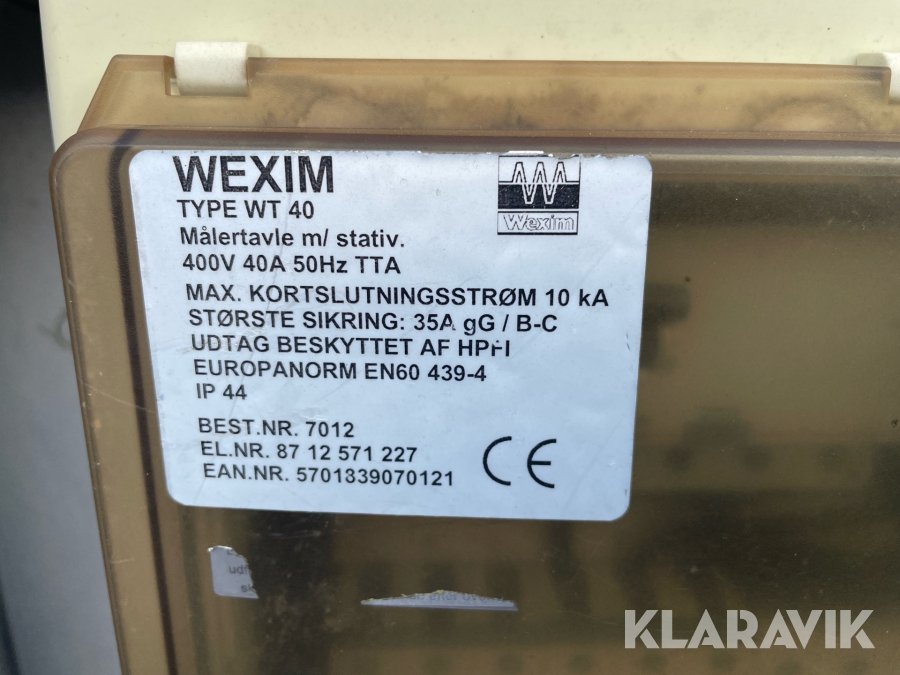 WEXIM
TYPE WT 40
Wexim
Målertavle m/ stativ.
400V 40A 50Hz TTA
MAX. KORTSLUTNINGSSTRØM 10 kA
STØRSTE SIKRING: 35A gG / B-C
UDTAG BESKYTTET AF HPFI
EUROPANORM EN60 439-4
IP 44
BEST.NR. 7012
EL.NR. 87 12 571 227
EAN.NR. 5701339070121
CE
KLARAVIK